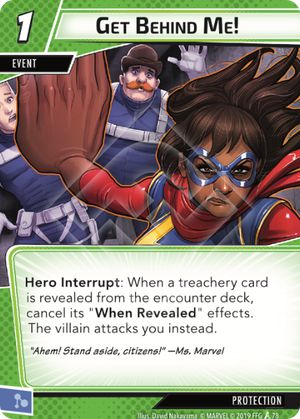 1
GET BEHIND ME!
EVENT
Hero Interrupt: When a treachery card
is revealed from the encounter deck,
cancel its "When Revealed" effects.
The villain attacks you instead.
"Ahem! Stand aside, citizens!" —Ms. Marvel
PROTECTION
Illus. David Nakayama © MARVEL © 2019 FFG 78